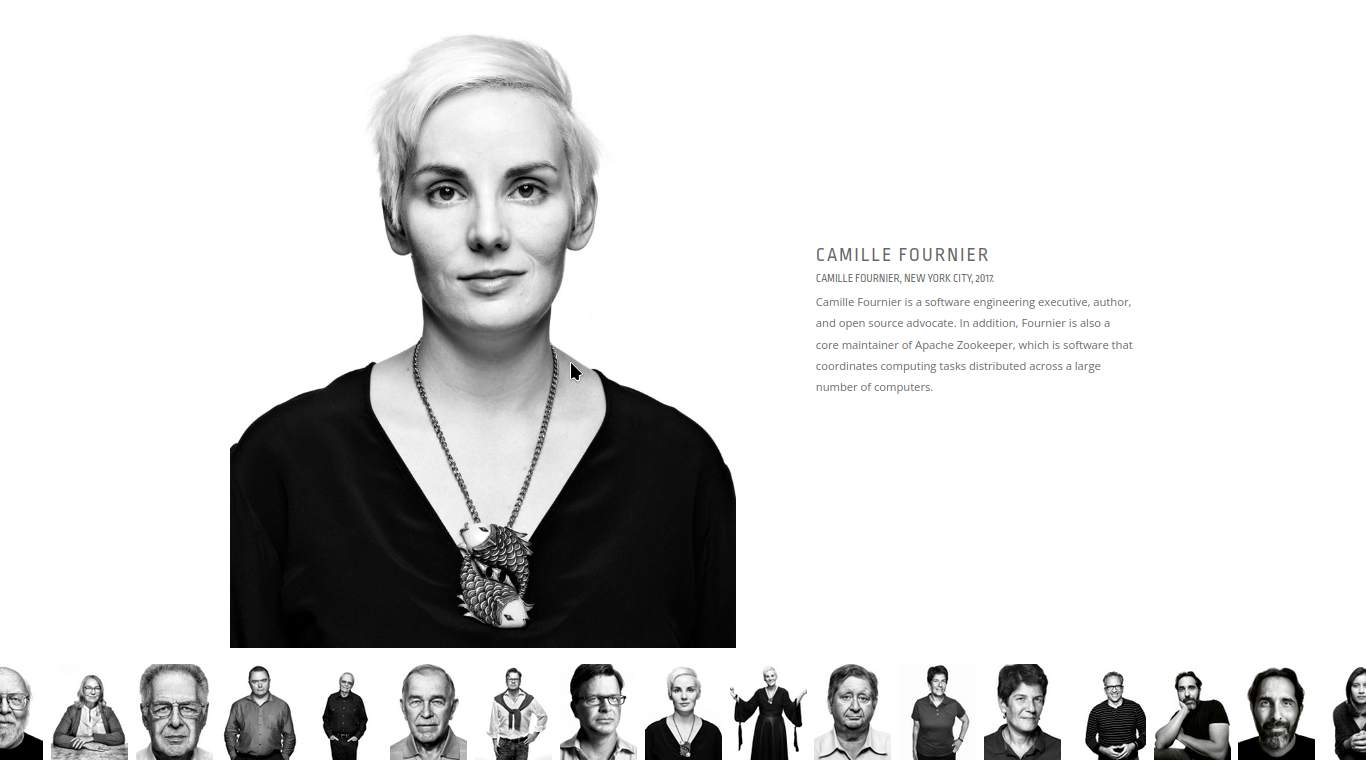 CAMILLE FOURNIER
CAMILLE FOURNIER, NEW YORK CITY, 2017.
Camille Fournier is a software engineering executive, author,
and open source advocate. In addition, Fournier is also a
core maintainer of Apache Zookeeper, which is software that
coordinates computing tasks distributed across a large
number of computers.